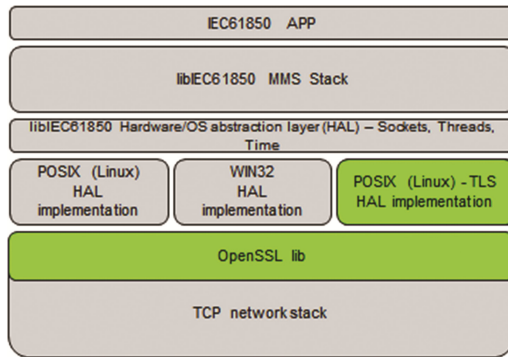 IEC61850 APP
libIEC61850 MMS Stack
libIEC61850 Hardware/OS abstraction layer(HAL) – Sockets, Threads,
Time
POSIX (Linux)
HAL
implementation
WIN32
HAL
implementation
POSIX (Linux) - TLS
HAL implementation
OpenSSL lib
TCP network stack